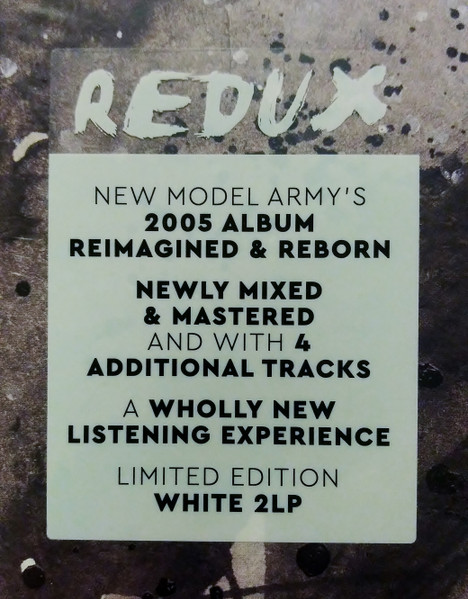 REDUX
NEW MODEL ARMY'S
2005 ALBUM
REIMAGINED & REBORN
NEWLY MIXED
& MASTERED
AND WITH 4
ADDITIONAL TRACKS
A WHOLLY NEW
LISTENING EXPERIENCE
LIMITED EDITION
WHITE 2LP